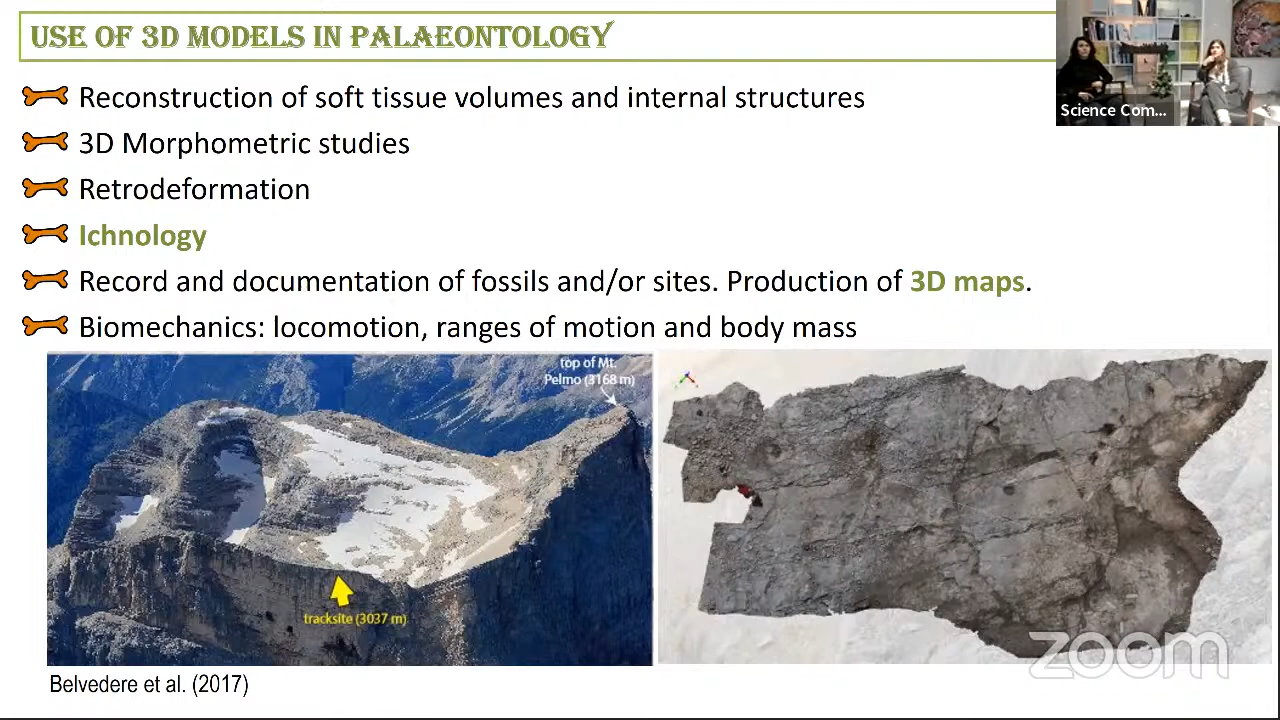 USE OF 3D MODELS IN PALAEONTOLOGY
Reconstruction of soft tissue volumes and internal structures
3D Morphometric studies
Retrodeformation
Ichnology
Record and documentation of fossils and/or sites. Production of 3D maps.
Biomechanics: locomotion, ranges of motion and body mass
Science Com...
top of Mt.
Pelmo (3168 m)
tracksite (3037 m)
zoom
Belvedere et al. (2017)